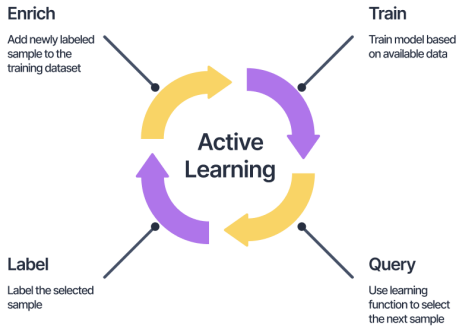 Enrich
Add newly labeled
sample to the
training dataset
Train
Train model based
on available data
Active
Learning
Label
Label the selected
sample
Query
Use learning
function to select
the next sample